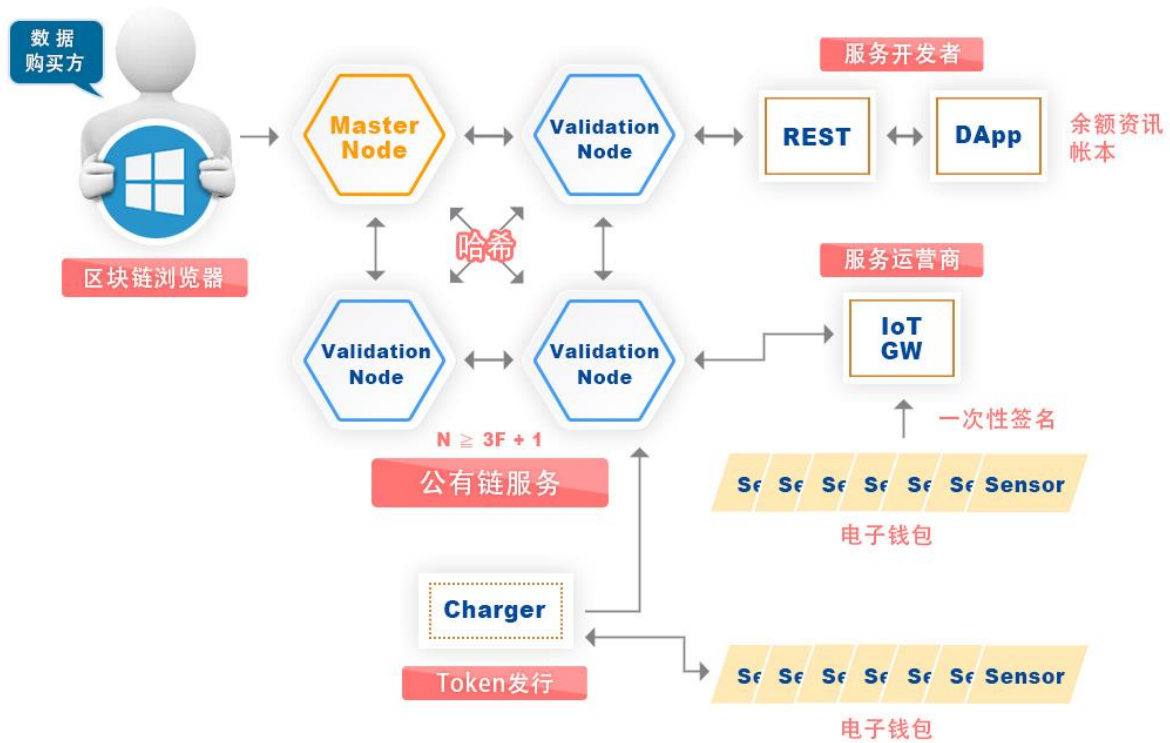 数据
购买方
区块链浏览器
Master
Node
Validation
Node
哈希
Validation
Node
Validation
Node
N ≧ 3F + 1
公有链服务
服务开发者
REST
DApp
余额资讯
帐本
服务运营商
IoT
GW
一次性签名
Se Se Se Se Se Se Sensor
电子钱包
Charger
Token发行
Se Se Se Se Se Se Sensor
电子钱包